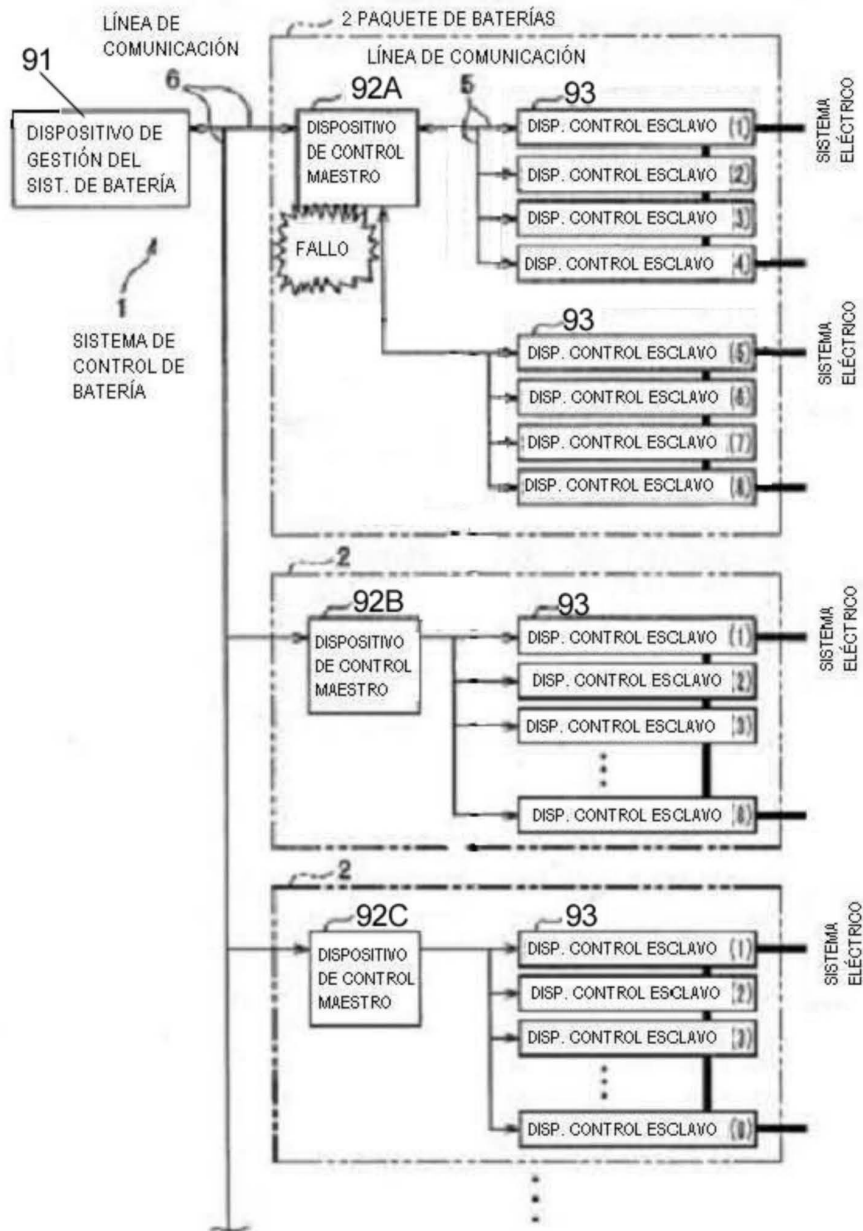 LÍNEA DE
COMUNICACIÓN
2 PAQUETE DE BATERÍAS
LÍNEA DE COMUNICACIÓN
91
6
92A
5
93
DISPOSITIVO DE
GESTIÓN DEL
SIST. DE BATERÍA
DISPOSITIVO
DE CONTROL
MAESTRO
FALLO
DISP. CONTROL ESCLAVO (1)
DISP. CONTROL ESCLAVO (2)
DISP. CONTROL ESCLAVO (3)
DISP. CONTROL ESCLAVO (4)
SISTEMA
ELÉCTRICO
1
SISTEMA DE
CONTROL DE
BATERÍA
93
DISP. CONTROL ESCLAVO (5)
DISP. CONTROL ESCLAVO (6)
DISP. CONTROL ESCLAVO (7)
DISP. CONTROL ESCLAVO (8)
SISTEMA
ELÉCTRICO
2
92B
93
DISPOSITIVO
DE CONTROL
MAESTRO
DISP. CONTROL ESCLAVO (1)
DISP. CONTROL ESCLAVO (2)
DISP. CONTROL ESCLAVO (3)
DISP. CONTROL ESCLAVO
SISTEMA
ELÉCTRICO
2
92C
93
DISPOSITIVO
DE CONTROL
MAESTRO
DISP. CONTROL ESCLAVO (1)
DISP. CONTROL ESCLAVO (2)
DISP. CONTROL ESCLAVO (3)
DISP. CONTROL ESCLAVO
SISTEMA
ELÉCTRICO